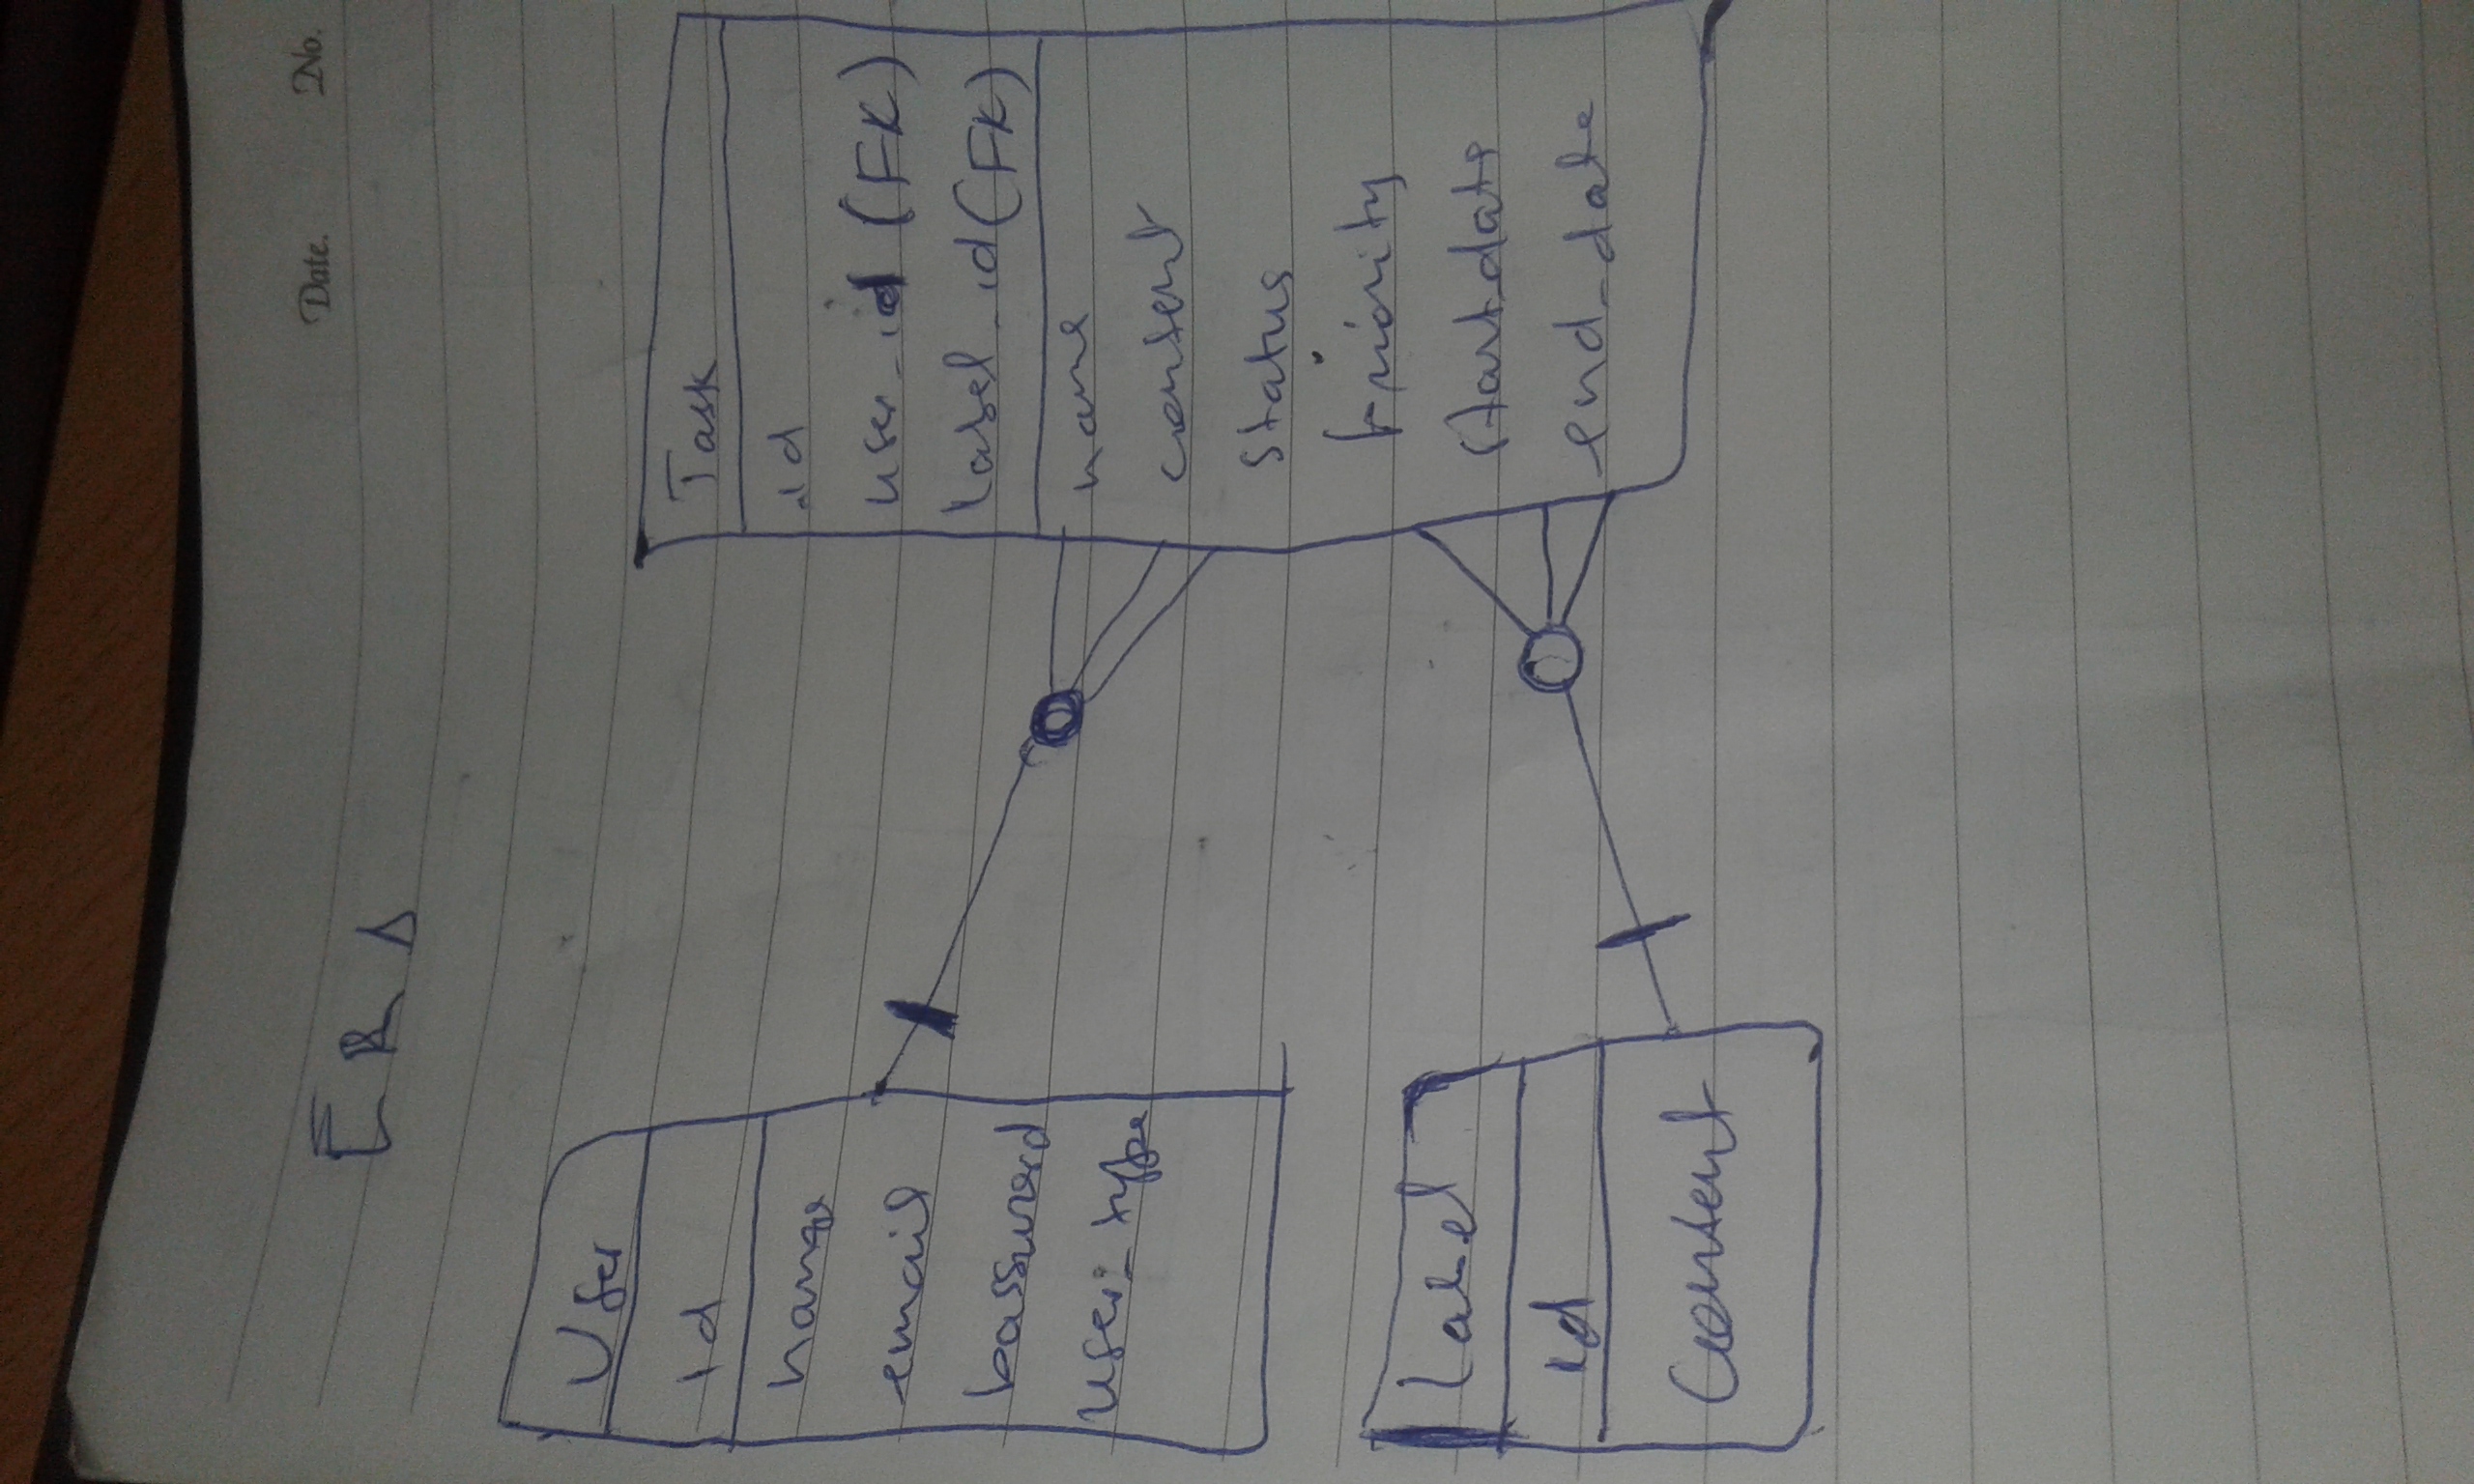 Date. No.
ERD
User
id
name
email
password
user_type
Task
id
user_id (FK)
label_id (FK)
name
content
status
priority
start_date
end_date
Label
id
Content